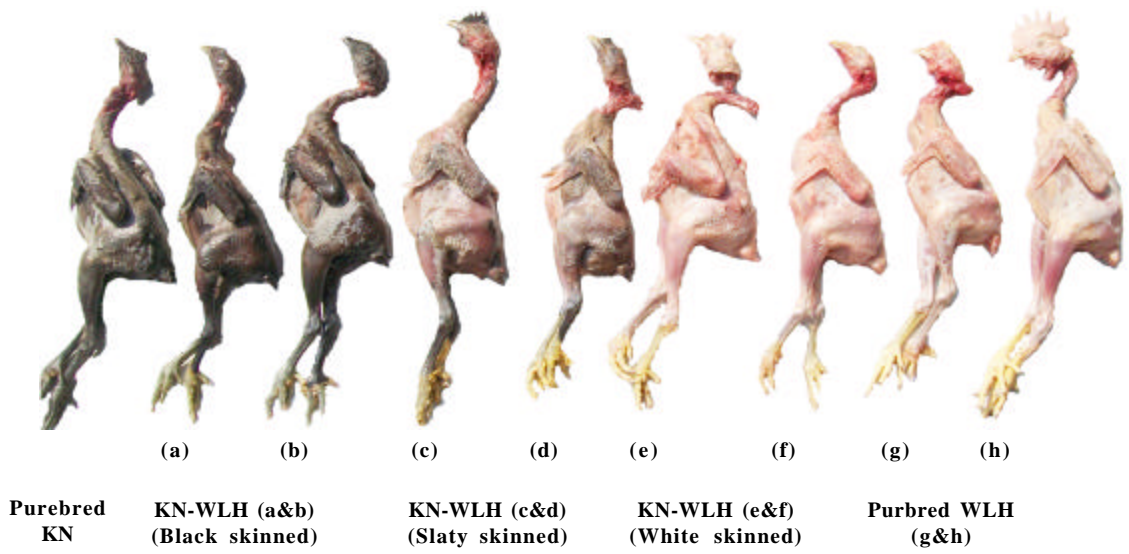 (a) (b) (c) (d) (e) (f) (g) (h)
Purebred KN
KN-WLH (a&b) (Black skinned)
KN-WLH (c&d) (Slaty skinned)
KN-WLH (e&f) (White skinned)
Purbred WLH (g&h)